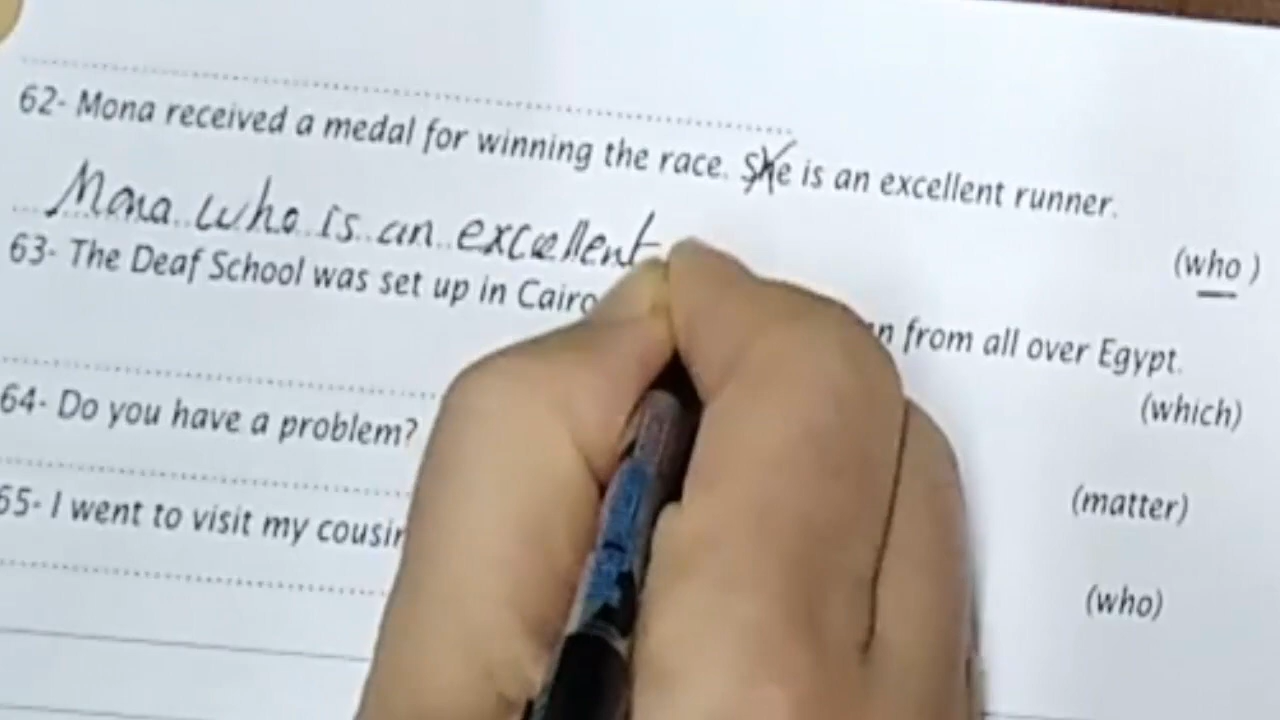 62- Mona received a medal for winning the race. She is an excellent runner.
(who )
Mona who is an excellent
63- The Deaf School was set up in Cairo from all over Egypt.
(which)
64- Do you have a problem?
(matter)
65- I went to visit my
(who)